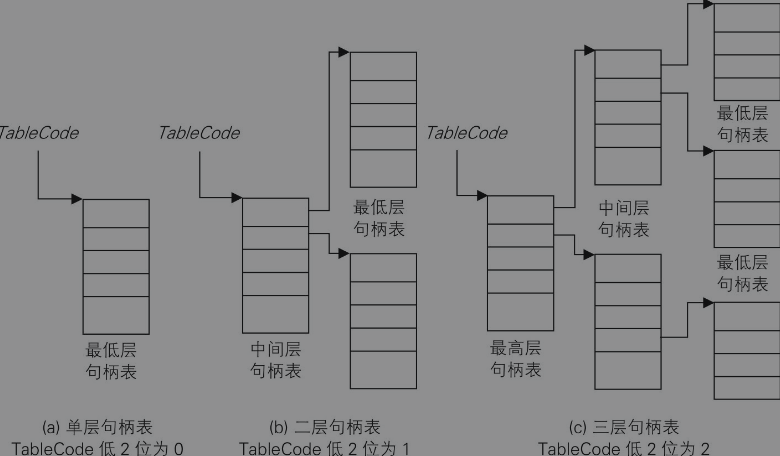 TableCode
最低层
句柄表
(a) 单层句柄表
TableCode 低 2 位为 0
TableCode
最低层
句柄表
中间层
句柄表
(b) 二层句柄表
TableCode 低 2 位为 1
TableCode
最低层
句柄表
中间层
句柄表
最低层
句柄表
最高层
句柄表
(c) 三层句柄表
TableCode 低 2 位为 2